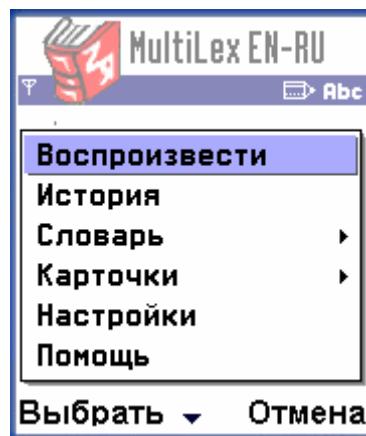 MultiLex EN-RU
Abc
Воспроизвести
История
Словарь
Карточки
Настройки
Помощь
Выбрать Отмена